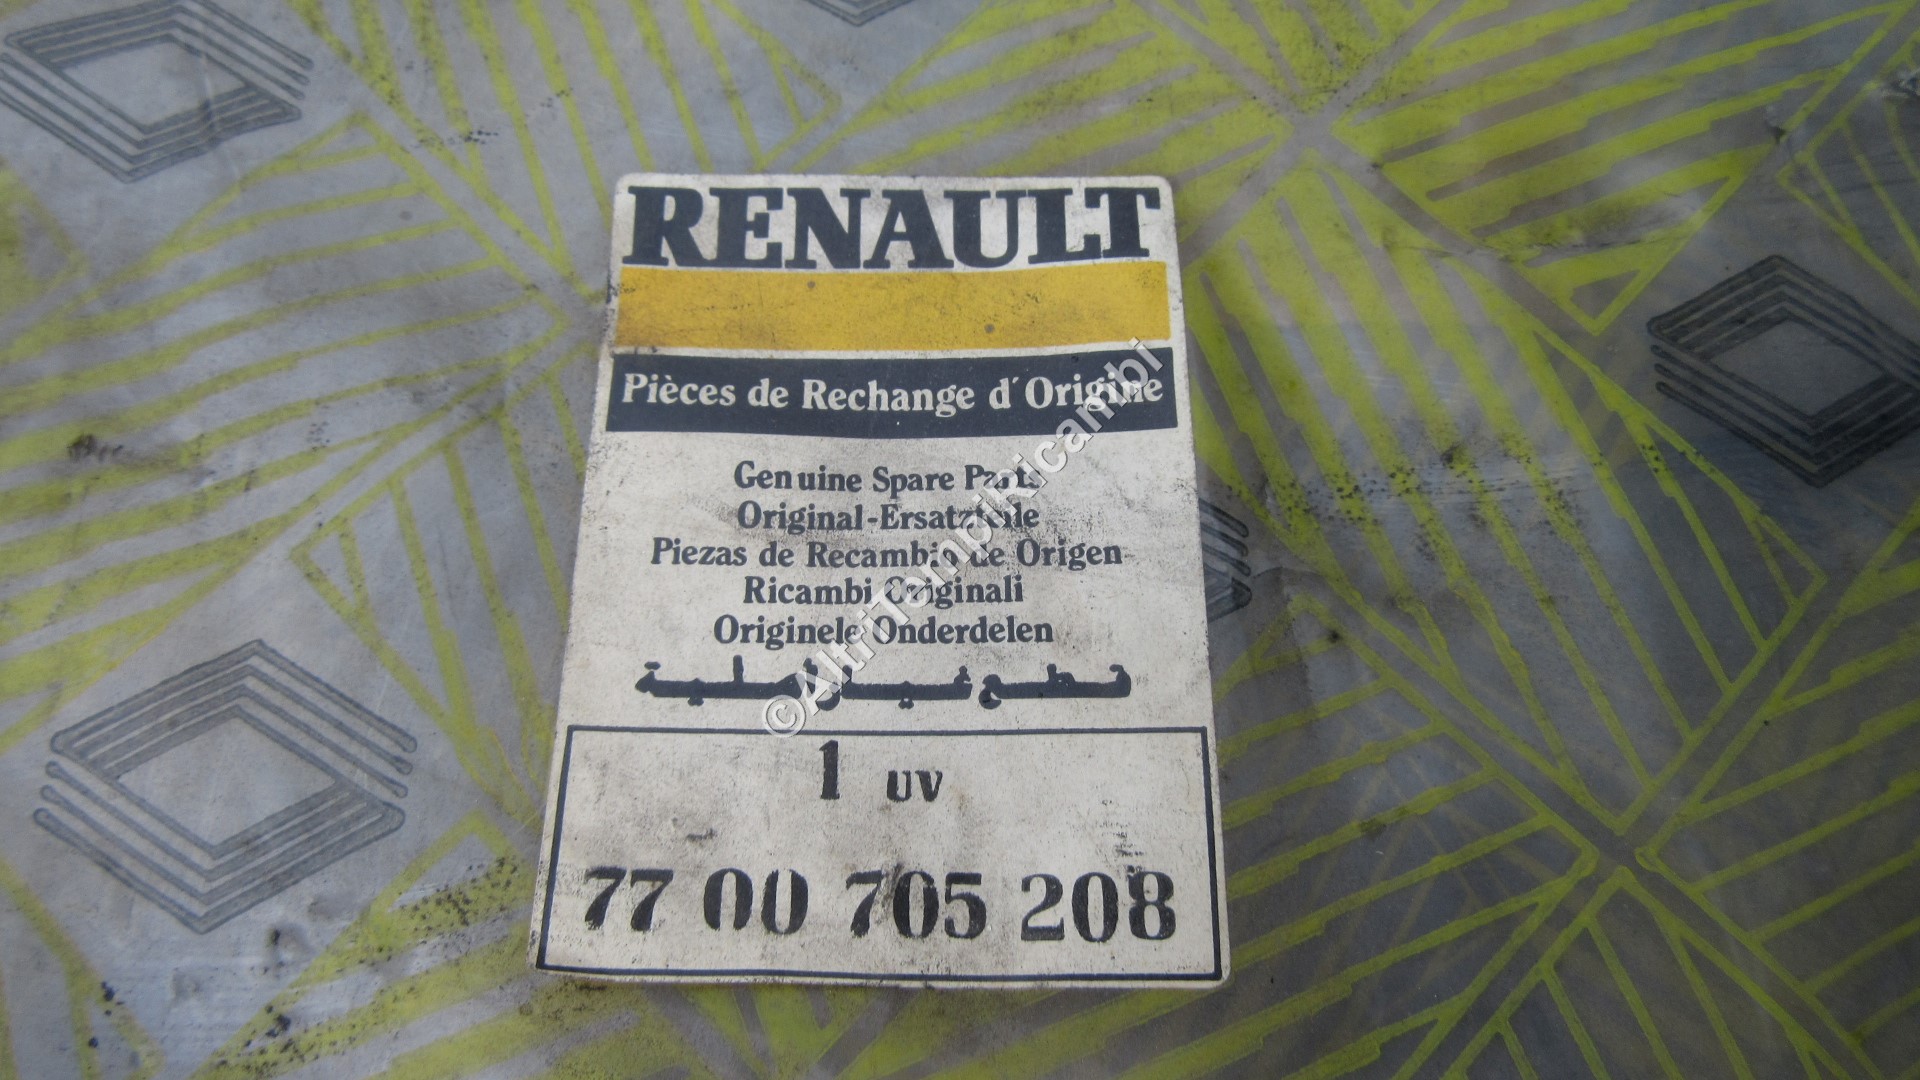 RENAULT
Pièces de Rechange d'Origine
Genuine Spare Parts
Original-Ersatzteile
Piezas de Recambio de Origen
Ricambi Originali
Originele Onderdelen
قطع غيار أصلية
1 UV
77 00 705 208
©AltriTempiRicambi